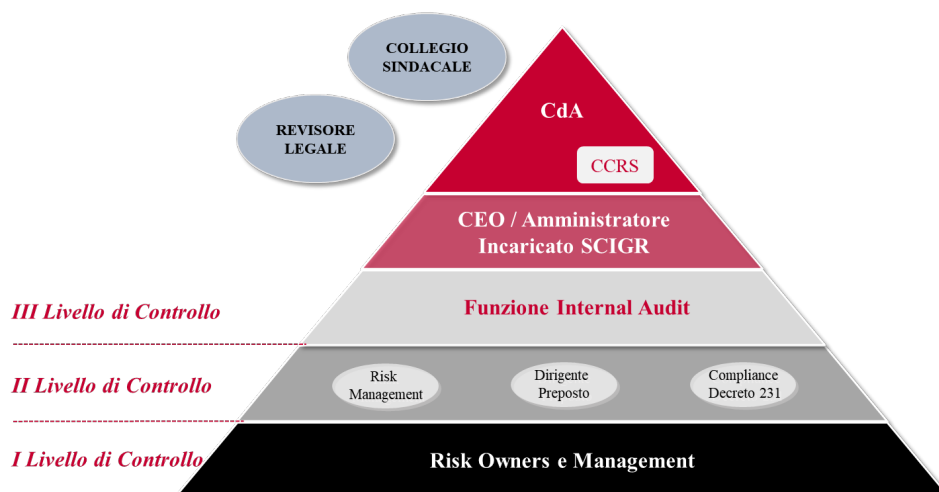 COLLEGIO
SINDACALE
REVISORE
LEGALE
CdA
CCRS
CEO / Amministratore
Incaricato SCIGR
III Livello di Controllo
Funzione Internal Audit
II Livello di Controllo
Risk
Management
Dirigente
Preposto
Compliance
Decreto 231
I Livello di Controllo
Risk Owners e Management